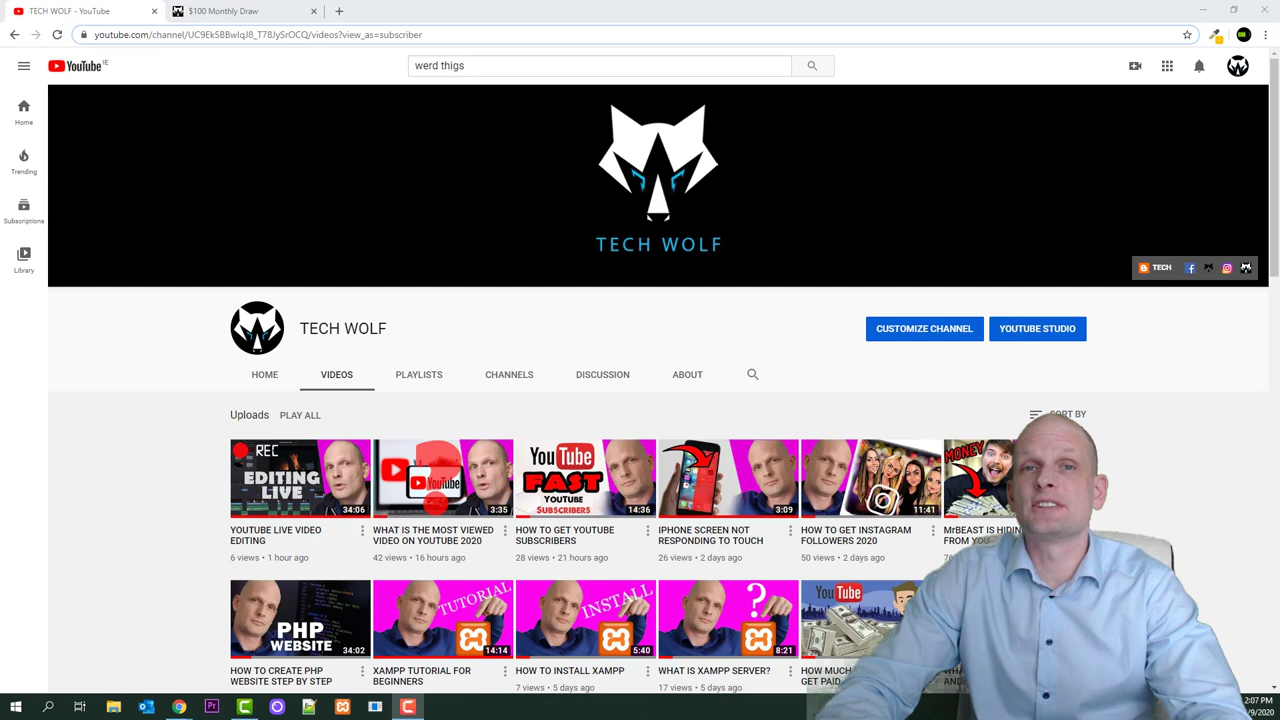 TECH WOLF - YouTube
$100 Monthly Draw
youtube.com/channel/UC9Ek5BBwIqJ8_T78JySrOCQ/videos?view_as=subscriber
YouTube IE
werd thigs
Home
Trending
Subscriptions
Library
TECH WOLF
TECH
TECH WOLF
CUSTOMIZE CHANNEL
YOUTUBE STUDIO
HOME
VIDEOS
PLAYLISTS
CHANNELS
DISCUSSION
ABOUT
Uploads
PLAY ALL
SORT BY
REC
EDITING
LIVE
34:06
YouTube
3:35
YouTube
FAST
YOUTUBE
SUBSCRIBERS
14:36
3:09
11:41
MONEY
YOUTUBE LIVE VIDEO
EDITING
6 views • 1 hour ago
WHAT IS THE MOST VIEWED
VIDEO ON YOUTUBE 2020
42 views • 16 hours ago
HOW TO GET YOUTUBE
SUBSCRIBERS
28 views • 21 hours ago
IPHONE SCREEN NOT
RESPONDING TO TOUCH
26 views • 2 days ago
HOW TO GET INSTAGRAM
FOLLOWERS 2020
50 views • 2 days ago
MrBEAST IS HIDIN
FROM YOU
76
PHP
WEBSITE
34:02
TUTORIAL
14:14
INSTALL
5:40
?
8:21
YouTube
HOW TO CREATE PHP
WEBSITE STEP BY STEP
XAMPP TUTORIAL FOR
BEGINNERS
HOW TO INSTALL XAMPP
7 views • 5 days ago
WHAT IS XAMPP SERVER?
17 views • 5 days ago
HOW MUCH
GET PAID
2:07 PM
/9/2020